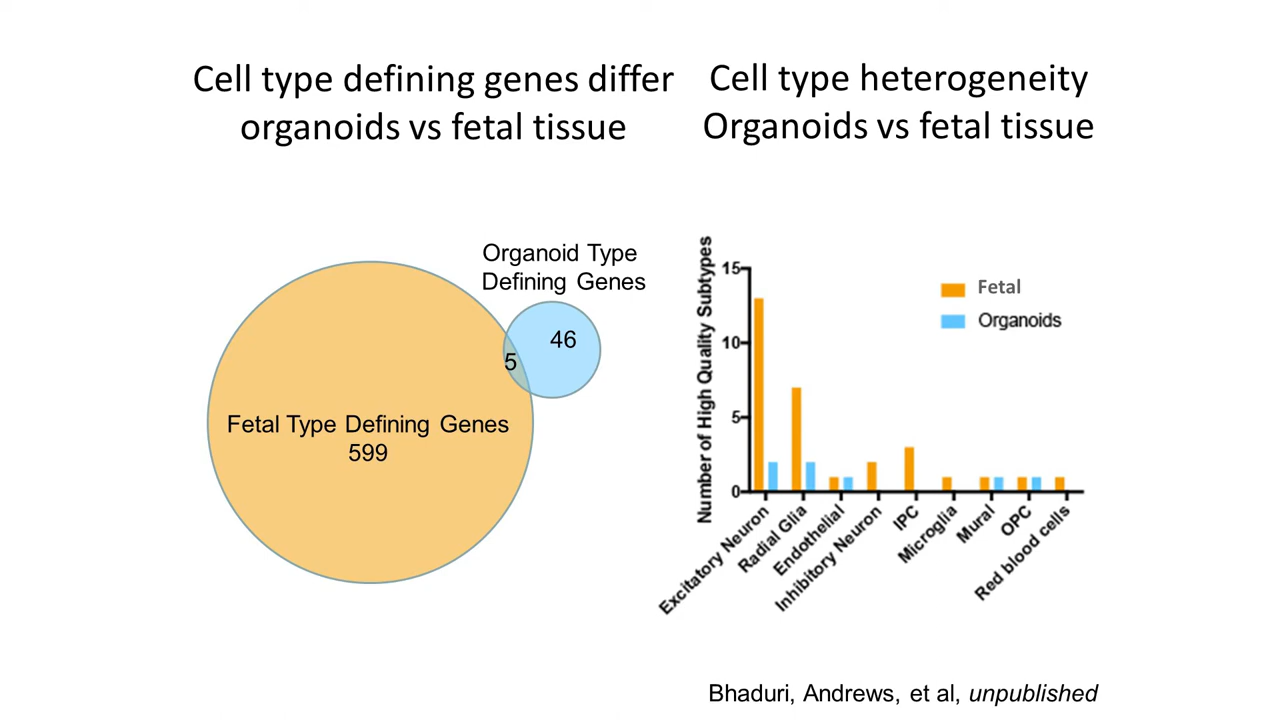 Cell type defining genes differ
organoids vs fetal tissue
Cell type heterogeneity
Organoids vs fetal tissue
Organoid Type
Defining Genes
46
5
Fetal Type Defining Genes
599
Number of High Quality Subtypes
15
10
5
0
Fetal
Organoids
Excitatory Neuron
Radial Glia
Endothelial
Inhibitory Neuron
IPC
Microglia
Mural
OPC
Red blood cells
Bhaduri, Andrews, et al, unpublished